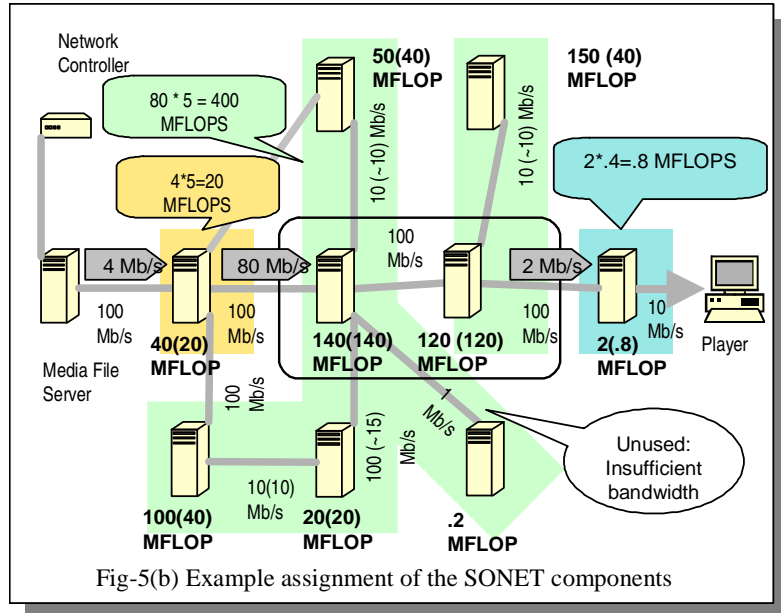 Network
Controller
50(40)
MFLOP
150 (40)
MFLOP
80 * 5 = 400
MFLOPS
4*5=20
MFLOPS
10 (~10) Mb/s
10 (~10) Mb/s
2*.4=.8 MFLOPS
4 Mb/s
80 Mb/s
100
Mb/s
2 Mb/s
100
Mb/s
100
Mb/s
100
Mb/s
10
Mb/s
Media File
Server
40(20)
MFLOP
140(140)
MFLOP
120 (120)
MFLOP
2(.8)
MFLOP
Player
100
Mb/s
100 (~15)
Mb/s
1
Mb/s
Unused:
Insufficient
bandwidth
10(10)
Mb/s
100(40)
MFLOP
20(20)
MFLOP
.2
MFLOP
Fig-5(b) Example assignment of the SONET components